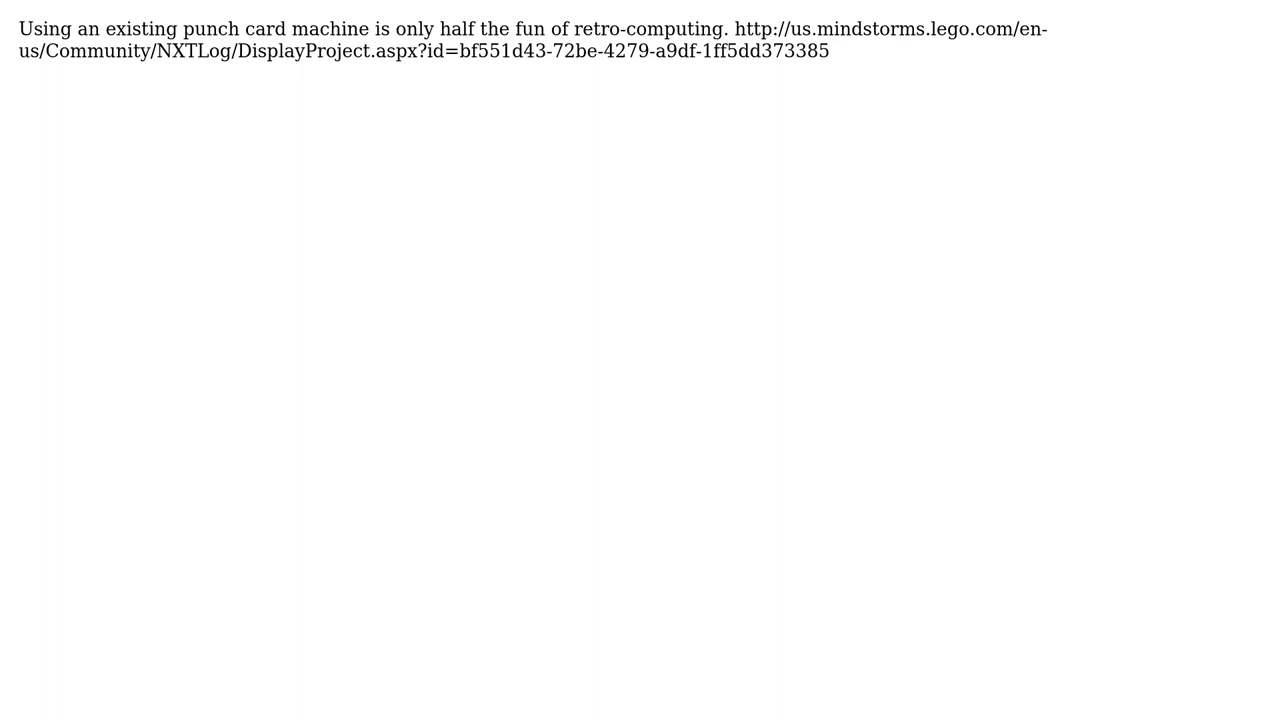 Using an existing punch card machine is only half the fun of retro-computing. http://us.mindstorms.lego.com/en-
us/Community/NXTLog/DisplayProject.aspx?id=bf551d43-72be-4279-a9df-1ff5dd373385